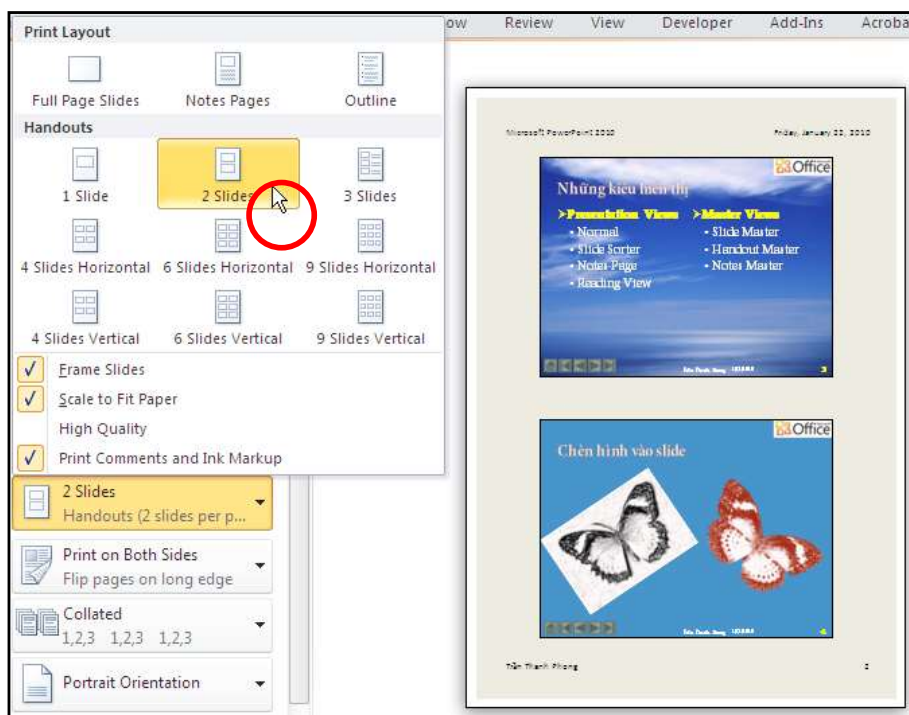 ow Review View Developer Add-Ins Acroba
Print Layout
Full Page Slides Notes Pages Outline
Handouts
1 Slide 2 Slides 3 Slides
4 Slides Horizontal 6 Slides Horizontal 9 Slides Horizontal
4 Slides Vertical 6 Slides Vertical 9 Slides Vertical
Frame Slides
Scale to Fit Paper
High Quality
Print Comments and Ink Markup
2 Slides
Handouts (2 slides per p...
Print on Both Sides
Flip pages on long edge
Collated
1,2,3 1,2,3 1,2,3
Portrait Orientation
Microsoft PowerPoint 2010 Friday, January 22, 2010
Office
Những kiểu hiển thị
➢Presentation Views ➢Master Views
• Normal • Slide Master
• Slide Sorter • Handout Master
• Notes Page • Notes Master
• Reading View
3
Office
Chèn hình vào slide
4
Trần Thanh Phong 2